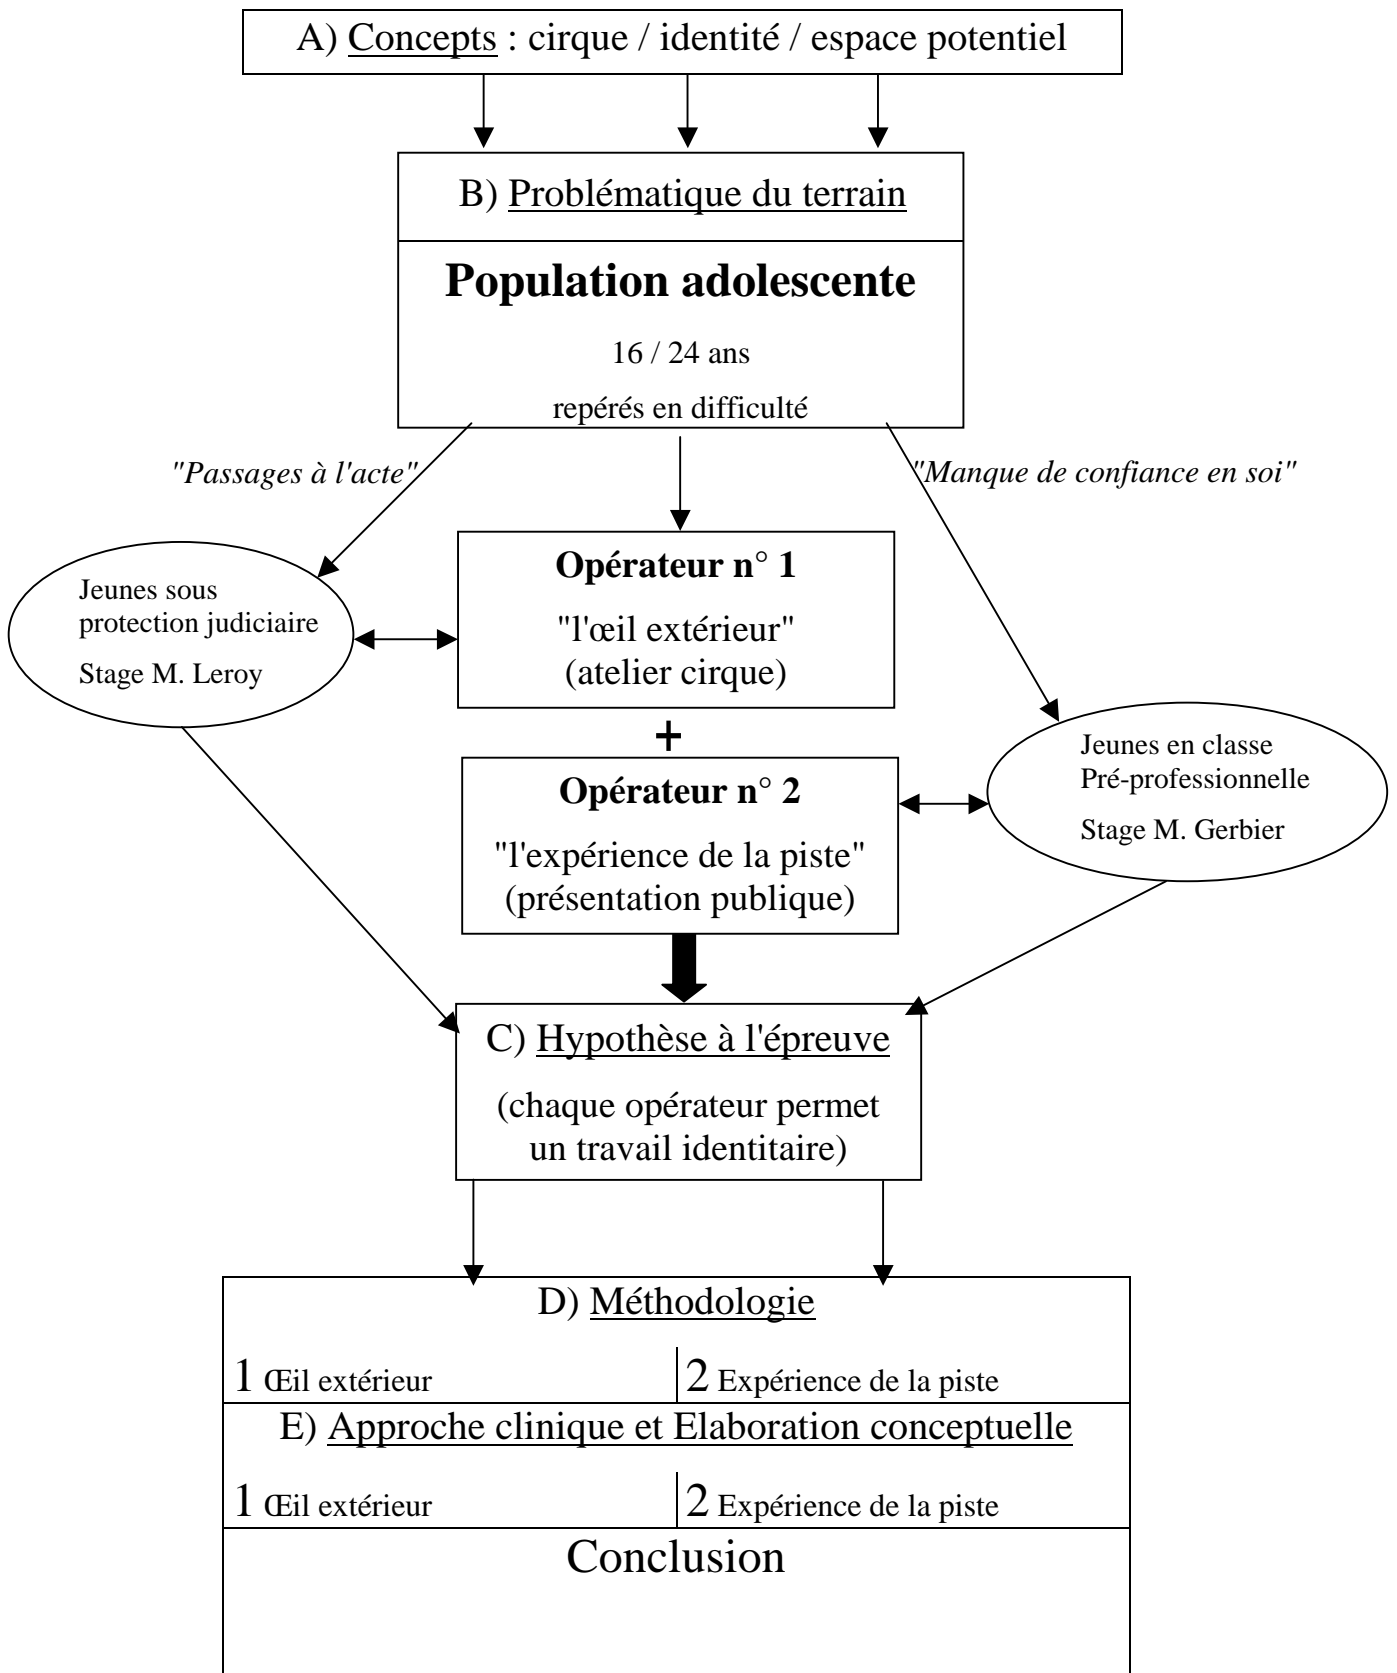 A) Concepts : cirque / identité / espace potentiel
B) Problématique du terrain
Population adolescente
16 / 24 ans
repérés en difficulté
"Passages à l'acte"
"Manque de confiance en soi"
Jeunes sous
protection judiciaire
Stage M. Leroy
Opérateur n° 1
"l'œil extérieur"
(atelier cirque)
+
Opérateur n° 2
"l'expérience de la piste"
(présentation publique)
Jeunes en classe
Pré-professionnelle
Stage M. Gerbier
C) Hypothèse à l'épreuve
(chaque opérateur permet
un travail identitaire)
D) Méthodologie
1 Œil extérieur
2 Expérience de la piste
E) Approche clinique et Elaboration conceptuelle
1 Œil extérieur
2 Expérience de la piste
Conclusion